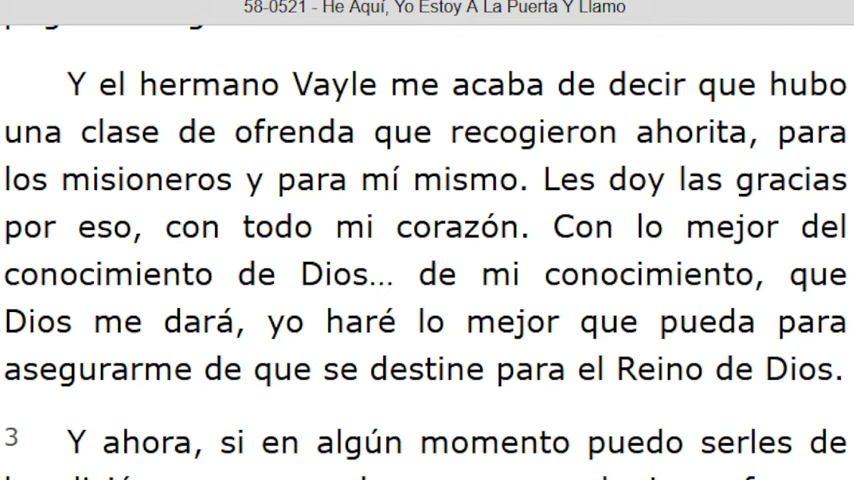 58-0521 - He Aquí, Yo Estoy A La Puerta Y Llamo
Y el hermano Vayle me acaba de decir que hubo
una clase de ofrenda que recogieron ahorita, para
los misioneros y para mí mismo. Les doy las gracias
por eso, con todo mi corazón. Con lo mejor del
conocimiento de Dios… de mi conocimiento, que
Dios me dará, yo haré lo mejor que pueda para
asegurarme de que se destine para el Reino de Dios.
3 Y ahora, si en algún momento puedo serles de